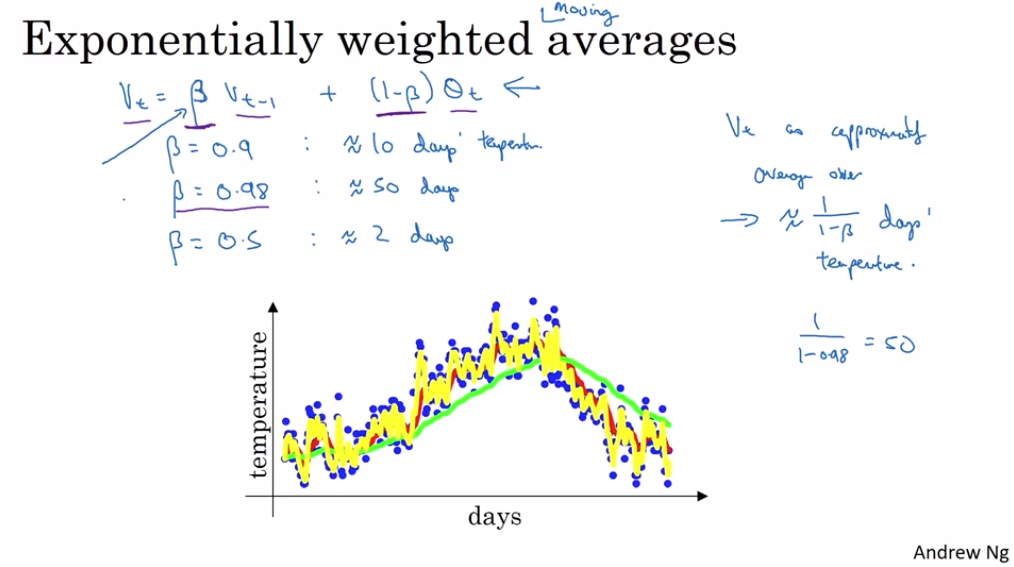 moving
Exponentially weighted averages
Vₜ = β Vₜ₋₁ + (1-β) θₜ ←
β = 0.9 : ≈ 10 days'
β = 0.98 : ≈ 50 days
β = 0.5 : ≈ 2 days
Vₜ as
average over
→ ≈ 1/(1-β) days'
temperature.
1/(1-0.98) = 50
temperature
days
Andrew Ng